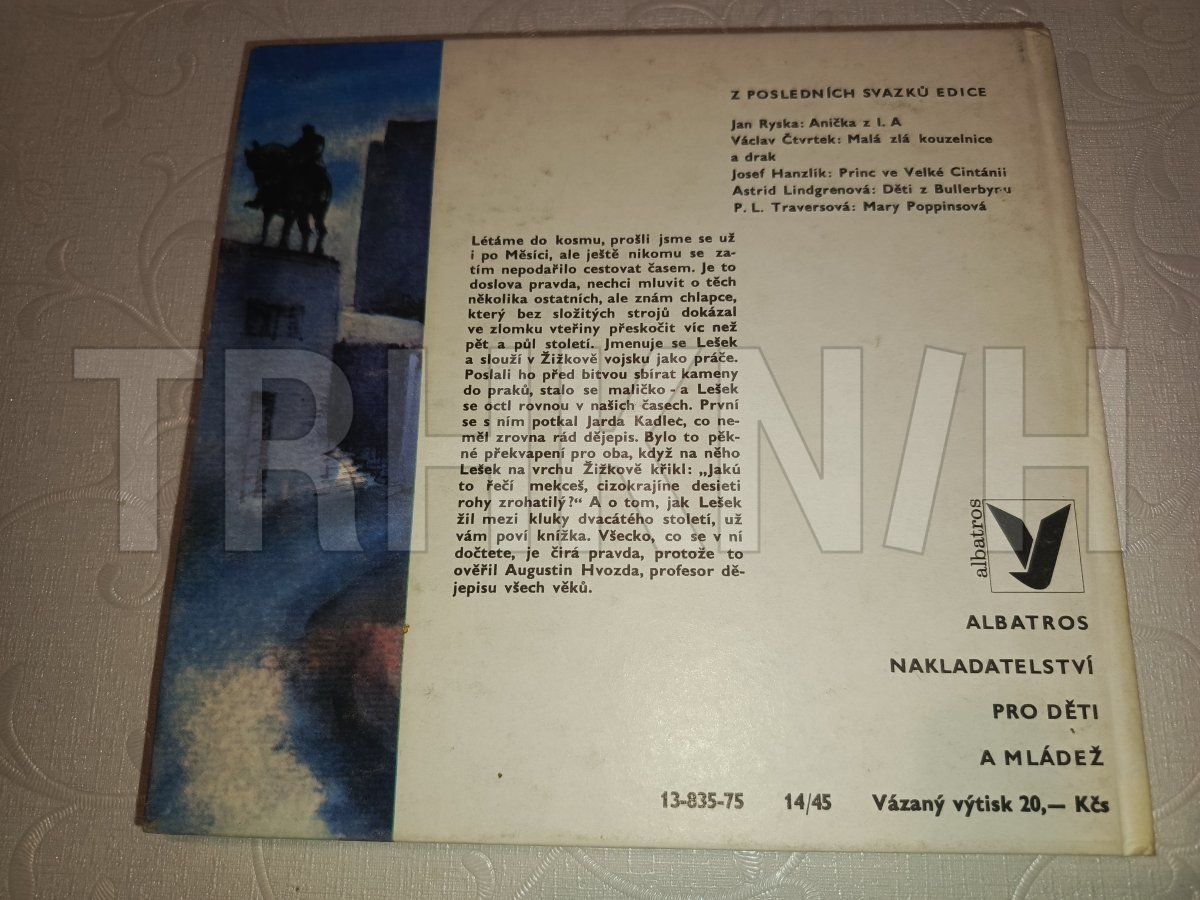 Z POSLEDNÍCH SVAZKŮ EDICE
Jan Ryska: Anička z I. A
Václav Čtvrtek: Malá zlá kouzelnice
a drak
Josef Hanzlík: Princ ve Velké Cintánii
Astrid Lindgrenová: Děti z Bullerbynu
P. L. Traversová: Mary Poppinsová
Létáme do kosmu, prošli jsme se už
i po Měsíci, ale ještě nikomu se za-
tím nepodařilo cestovat časem. Je to
doslova pravda, nechci mluvit o těch
několika ostatních, ale znám chlapce,
který bez složitých strojů dokázal
ve zlomku vteřiny přeskočit víc než
pět a půl století. Jmenuje se Lešek
a slouží v Žižkově vojsku jako práče.
Poslali ho před bitvou sbírat kameny
do praků, stalo se maličko - a Lešek
se octl rovnou v našich časech. První
se s ním potkal Jarda Kadlec, co ne-
měl zrovna rád dějepis. Bylo to pěk-
né překvapení pro oba, když na něho
Lešek na vrchu Žižkově křikl: „Jakú
to řečí mekceš, cizokrajíne desieti
rohy zrohatilý?“ A o tom, jak Lešek
žil mezi kluky dvacátého století, už
vám poví knížka. Všecko, co se v ní
dočtete, je čirá pravda, protože to
ověřil Augustin Hvozda, profesor dě-
jepisu všech věků.
TRHKNIH
albatros
ALBATROS
NAKLADATELSTVÍ
PRO DĚTI
A MLÁDEŽ
13-835-75 14/45 Vázaný výtisk 20,— Kčs